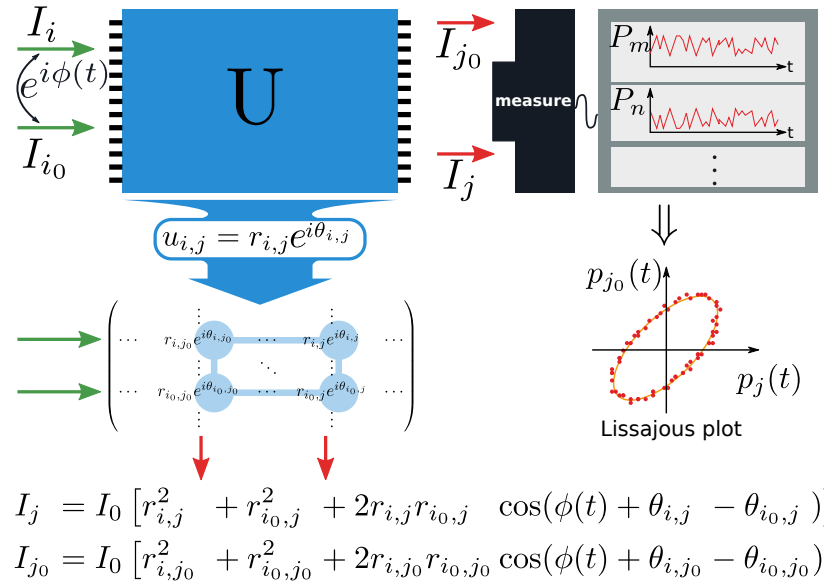 I_i
e^{iϕ(t)}
I_{i_0}
U
I_{j_0}
I_j
measure
P_m
t
P_n
t
⋮
u_{i,j} = r_{i,j}e^{iθ_{i,j}}
⋯ r_{i,j_0}e^{iθ_{i,j_0}} ⋯ r_{i,j}e^{iθ_{i,j}} ⋯
⋱
⋯ r_{i_0,j_0}e^{iθ_{i_0,j_0}} ⋯ r_{i_0,j}e^{iθ_{i_0,j}} ⋯
p_{j_0}(t)
p_j(t)
Lissajous plot
I_j = I_0 [r_{i,j}^2 + r_{i_0,j}^2 + 2r_{i,j}r_{i_0,j} cos(ϕ(t) + θ_{i,j} − θ_{i_0,j})]
I_{j_0} = I_0 [r_{i,j_0}^2 + r_{i_0,j_0}^2 + 2r_{i,j_0}r_{i_0,j_0} cos(ϕ(t) + θ_{i,j_0} − θ_{i_0,j_0})